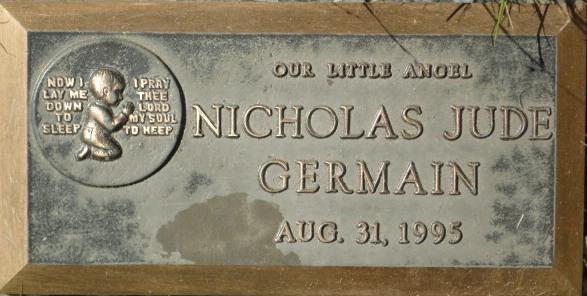 NOW I
LAY ME
DOWN
TO
SLEEP
I PRAY
THEE
LORD
MY SOUL
TO KEEP
OUR LITTLE ANGEL
NICHOLAS JUDE
GERMAIN
AUG. 31, 1995